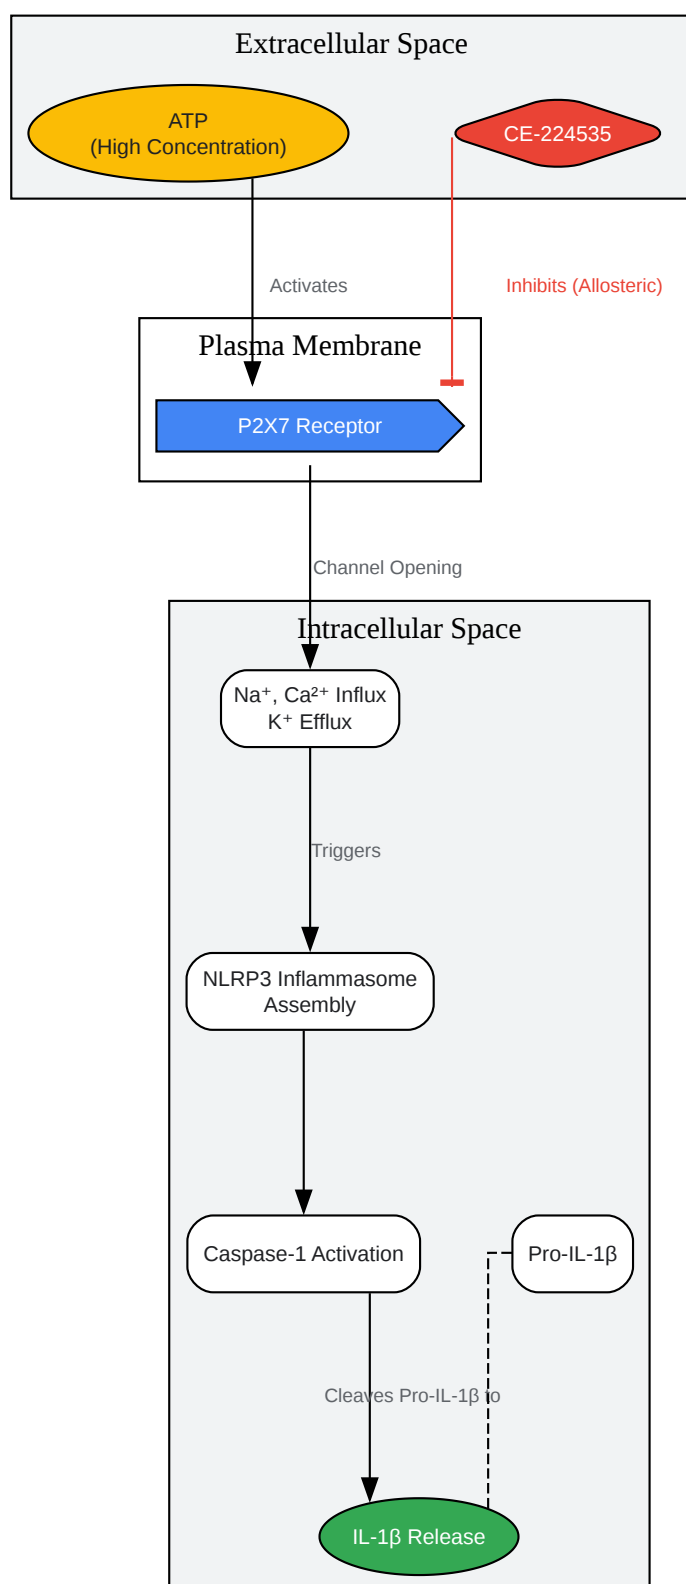 Extracellular Space
ATP
(High Concentration)
CE-224535
Activates
Inhibits (Allosteric)
Plasma Membrane
P2X7 Receptor
Channel Opening
Intracellular Space
Na⁺, Ca²⁺ Influx
K⁺ Efflux
Triggers
NLRP3 Inflammasome
Assembly
Caspase-1 Activation
Pro-IL-1β
Cleaves Pro-IL-1β to
IL-1β Release